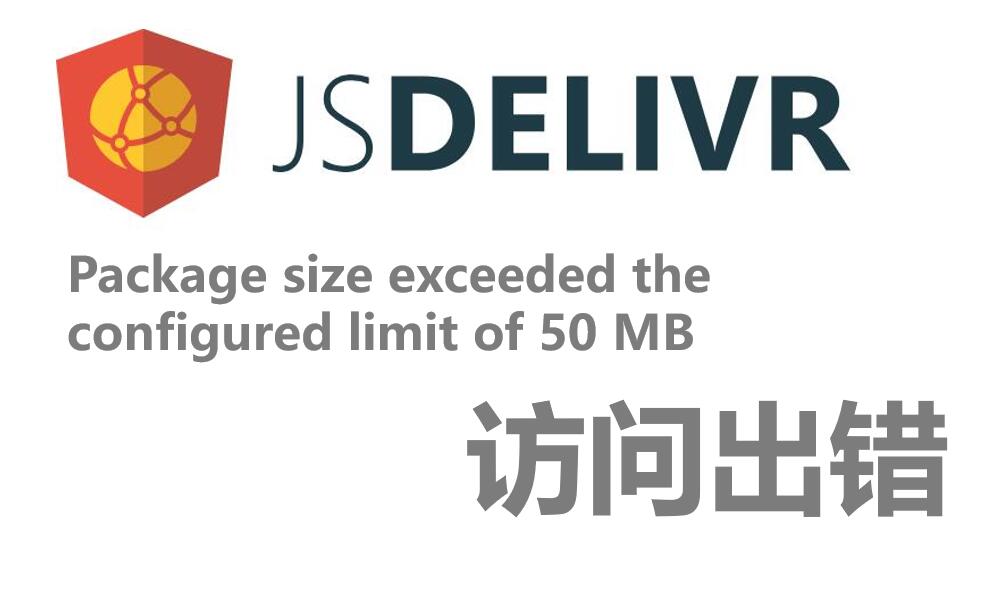 JSDELIVR
Package size exceeded the
configured limit of 50 MB
访问出错